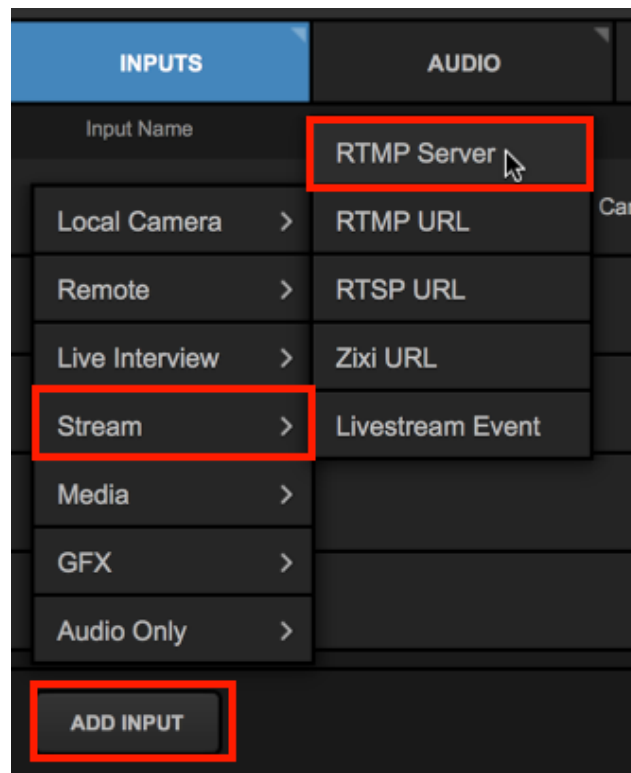 INPUTS
AUDIO
Input Name
RTMP Server
Local Camera
RTMP URL
Remote
RTSP URL
Live Interview
Zixi URL
Stream
Livestream Event
Media
GFX
Audio Only
ADD INPUT